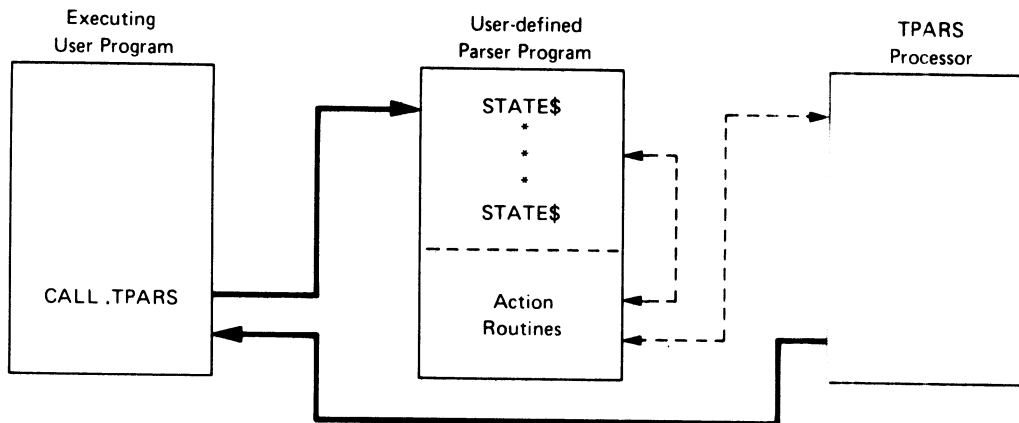 Executing
User Program
CALL .TPARS
User-defined
Parser Program
STATE$
*
*
*
STATE$
Action
Routines
TPARS
Processor